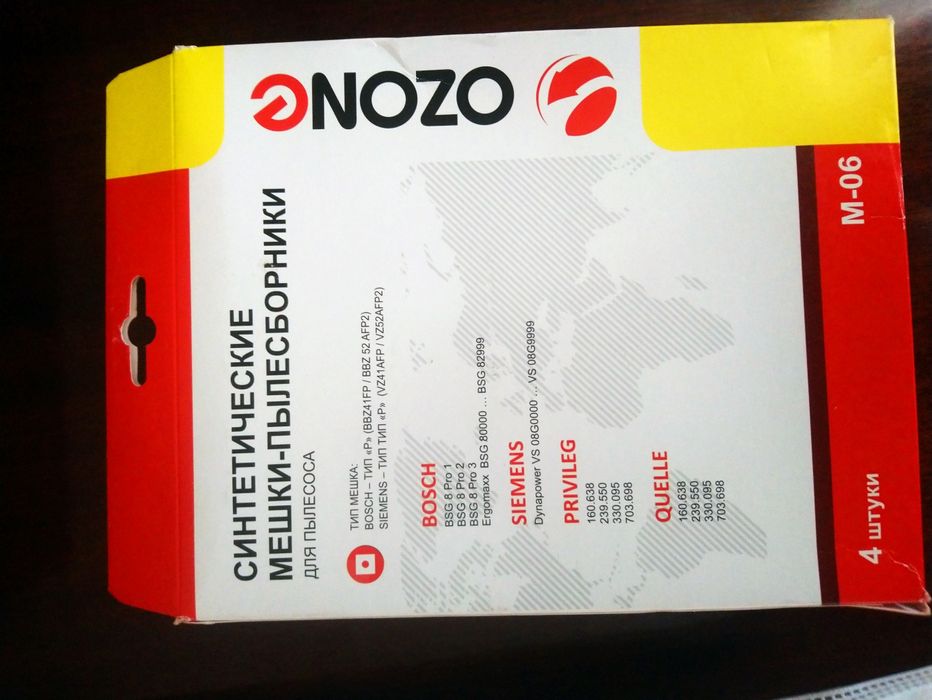 OZONE
СИНТЕТИЧЕСКИЕ
МЕШКИ-ПЫЛЕСБОРНИКИ
ДЛЯ ПЫЛЕСОСА
ТИП МЕШКА:
BOSCH – ТИП «P» (BBZ41FP / BBZ 52 AFP2)
SIEMENS – ТИП ТИП «P» (VZ41AFP / VZ52AFP2)
BOSCH
BSG 8 Pro 1
BSG 8 Pro 2
BSG 8 Pro 3
Ergomaxx BSG 80000 ... BSG 82999
SIEMENS
Dynapower VS 08G0000 ... VS 08G9999
PRIVILEG
160.638
239.550
330.095
703.698
QUELLE
160.638
239.550
330.095
703.698
4 штуки
M-06